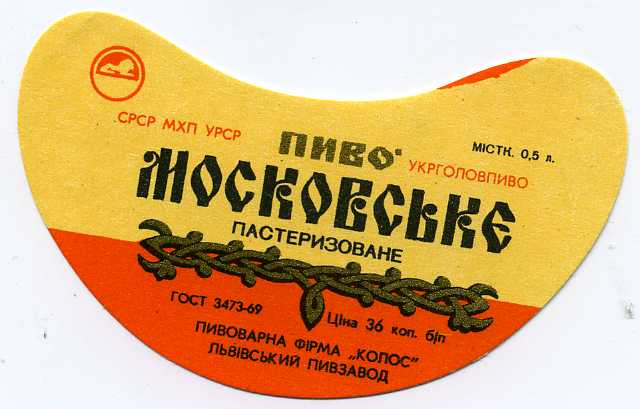 СРСР МХП УРСР
ПИВО
МІСТК. 0,5 л.
УКРГОЛОВПИВО
МОСКОВСЬКЕ
ПАСТЕРИЗОВАНЕ
ГОСТ 3473-69
Ціна 36 коп. б/п
ПИВОВАРНА ФІРМА „КОЛОС"
ЛЬВІВСЬКИЙ ПИВЗАВОД